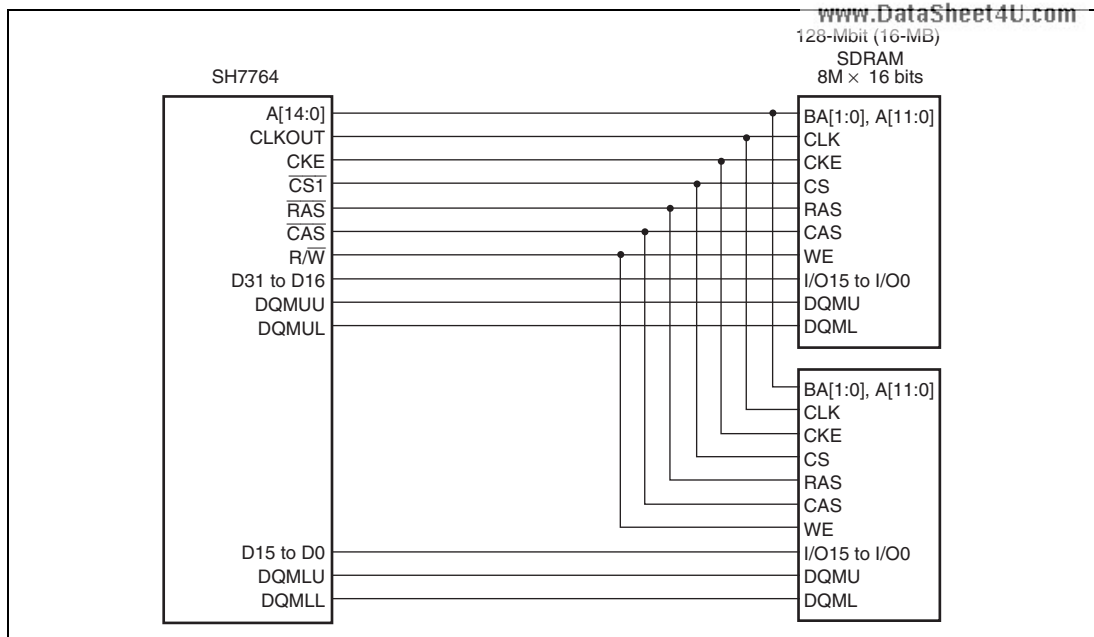 www.DataSheet4U.com
128-Mbit (16-MB)
SDRAM
8M × 16 bits
SH7764
A[14:0]
CLKOUT
CKE
CS1
RAS
CAS
R/W
D31 to D16
DQMUU
DQMUL
D15 to D0
DQMLU
DQMLL
BA[1:0], A[11:0]
CLK
CKE
CS
RAS
CAS
WE
I/O15 to I/O0
DQMU
DQML
BA[1:0], A[11:0]
CLK
CKE
CS
RAS
CAS
WE
I/O15 to I/O0
DQMU
DQML